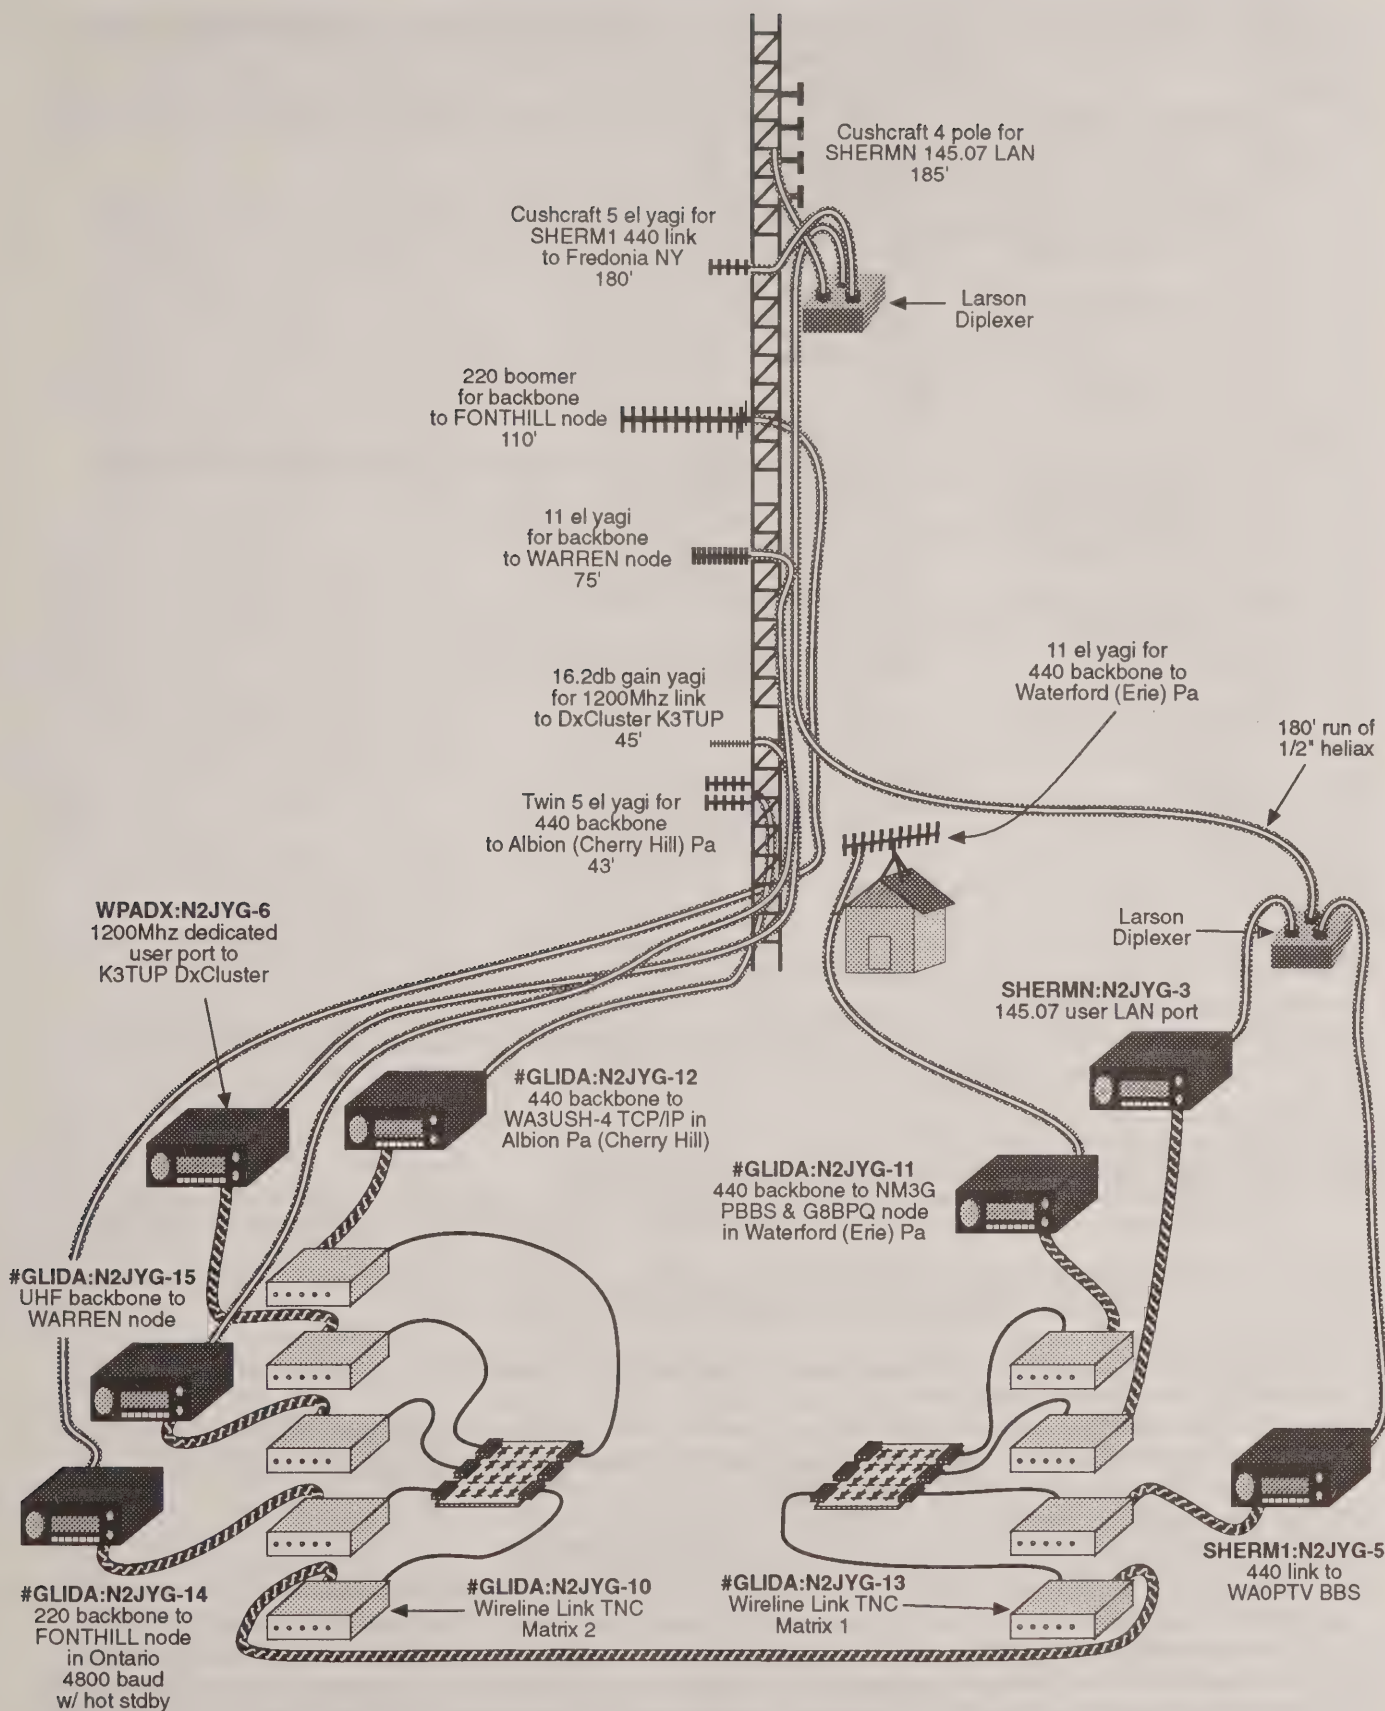 Cushcraft 4 pole for
SHERMN 145.07 LAN
185'
Cushcraft 5 el yagi for
SHERM1 440 link
to Fredonia NY
180'
Larson
Diplexer
220 boomer
for backbone
to FONTHILL node
110'
11 el yagi
for backbone
to WARREN node
75'
11 el yagi for
440 backbone to
Waterford (Erie) Pa
16.2db gain yagi
for 1200Mhz link
to DxCluster K3TUP
45'
180' run of
1/2" heliax
Twin 5 el yagi for
440 backbone
to Albion (Cherry Hill) Pa
43'
WPADX:N2JYG-6
1200Mhz dedicated
user port to
K3TUP DxCluster
Larson
Diplexer
SHERMN:N2JYG-3
145.07 user LAN port
#GLIDA:N2JYG-12
440 backbone to
WA3USH-4 TCP/IP in
Albion Pa (Cherry Hill)
#GLIDA:N2JYG-11
440 backbone to NM3G
PBBS & G8BPQ node
in Waterford (Erie) Pa
#GLIDA:N2JYG-15
UHF backbone to
WARREN node
#GLIDA:N2JYG-14
220 backbone to
FONTHILL node
in Ontario
4800 baud
w/ hot stdby
#GLIDA:N2JYG-10
Wireline Link TNC
Matrix 2
#GLIDA:N2JYG-13
Wireline Link TNC
Matrix 1
SHERM1:N2JYG-5
440 link to
WA0PTV BBS